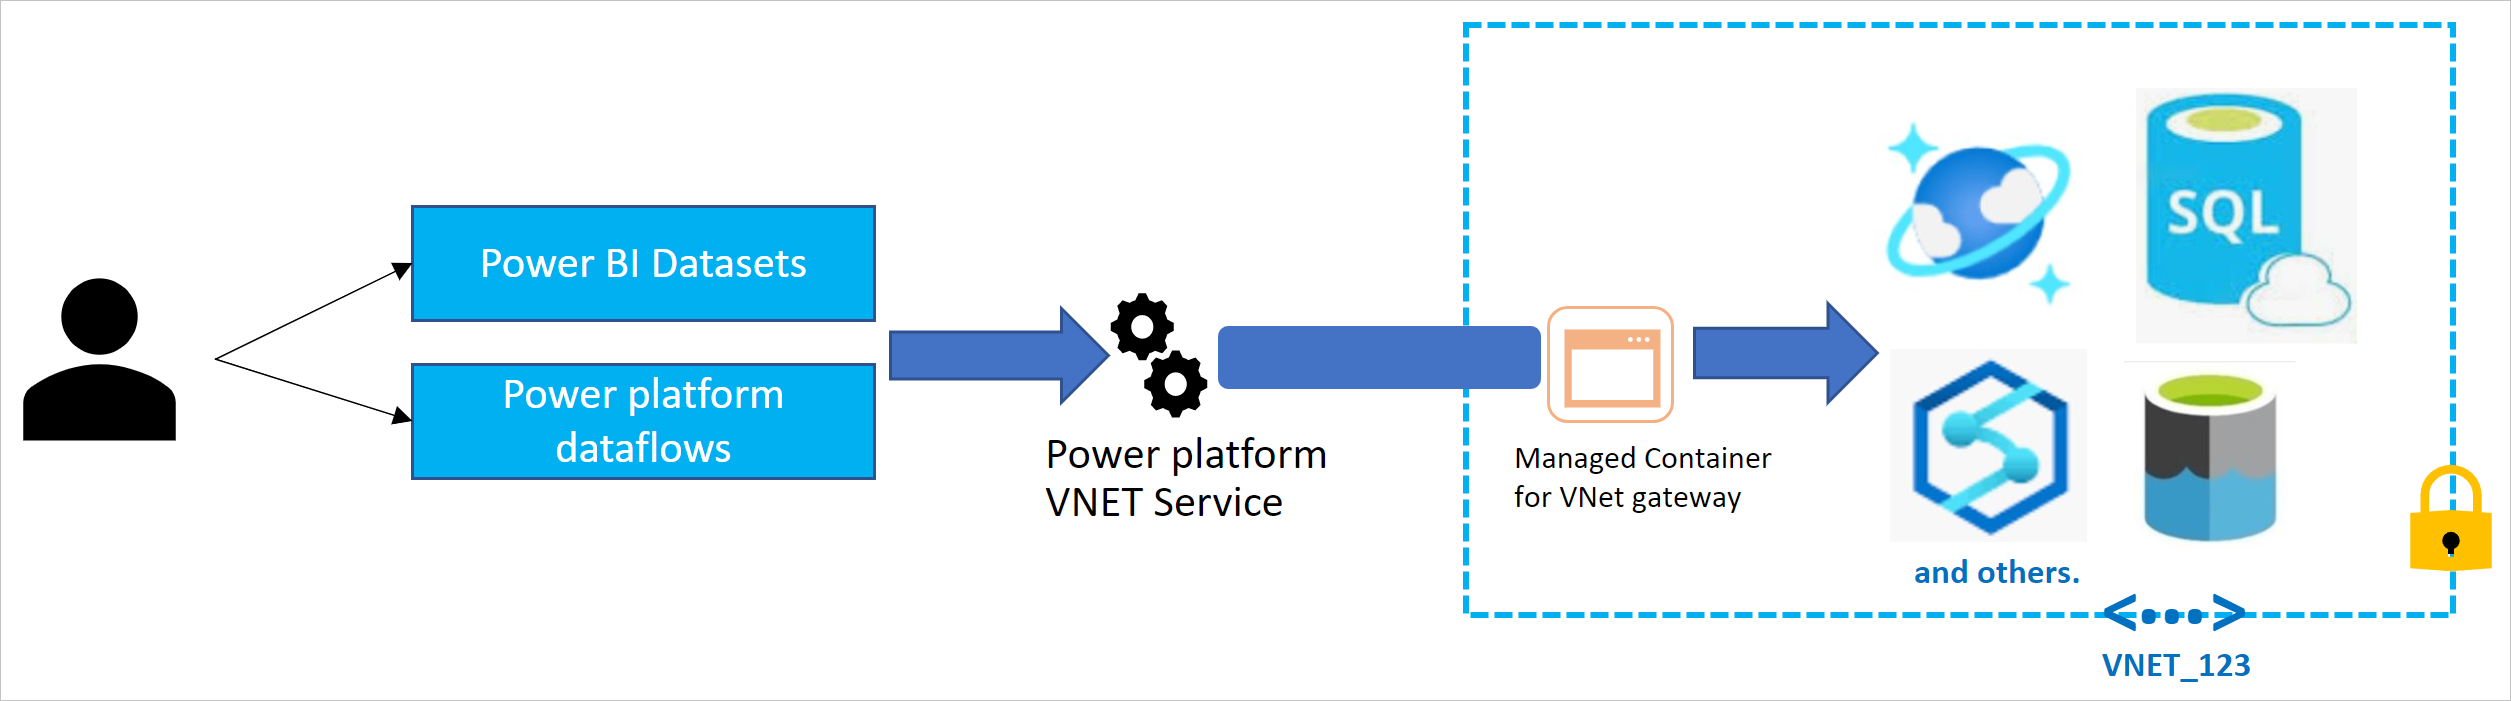 Power BI Datasets
Power platform
dataflows
Power platform
VNET Service
Managed Container
for VNet gateway
SQL
and others.
<...>
VNET_123